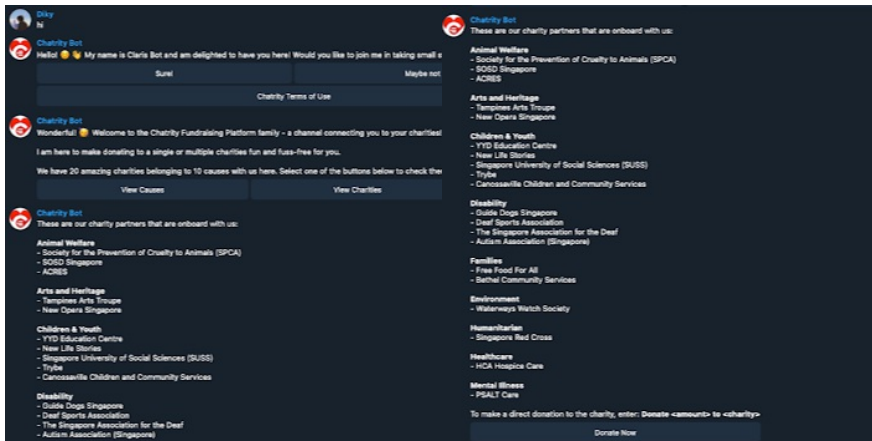 Diky
hi
Chatrity Bot
Hello! 😊 👋 My name is Claris Bot and am delighted to have you here! Would you like to join me in taking small s
Sure!
Maybe not
Chatrity Terms of Use
Chatrity Bot
Wonderful! 😊 Welcome to the Chatrity Fundraising Platform family - a channel connecting you to your charities!
I am here to make donating to a single or multiple charities fun and fuss-free for you.
We have 20 amazing charities belonging to 10 causes with us here. Select one of the buttons below to check the
View Causes
View Charities
Chatrity Bot
These are our charity partners that are onboard with us:
Animal Welfare
- Society for the Prevention of Cruelty to Animals (SPCA)
- SOSD Singapore
- ACRES
Arts and Heritage
- Tampines Arts Troupe
- New Opera Singapore
Children & Youth
- YYD Education Centre
- New Life Stories
- Singapore University of Social Sciences (SUSS)
- Trybe
- Canossaville Children and Community Services
Disability
- Guide Dogs Singapore
- Deaf Sports Association
- The Singapore Association for the Deaf
- Autism Association (Singapore)
Chatrity Bot
These are our charity partners that are onboard with us:
Animal Welfare
- Society for the Prevention of Cruelty to Animals (SPCA)
- SOSD Singapore
- ACRES
Arts and Heritage
- Tampines Arts Troupe
- New Opera Singapore
Children & Youth
- YYD Education Centre
- New Life Stories
- Singapore University of Social Sciences (SUSS)
- Trybe
- Canossaville Children and Community Services
Disability
- Guide Dogs Singapore
- Deaf Sports Association
- The Singapore Association for the Deaf
- Autism Association (Singapore)
Families
- Free Food For All
- Bethel Community Services
Environment
- Waterways Watch Society
Humanitarian
- Singapore Red Cross
Healthcare
- HCA Hospice Care
Mental Illness
- PSALT Care
To make a direct donation to the charity, enter: Donate <amount> to <charity>
Donate Now